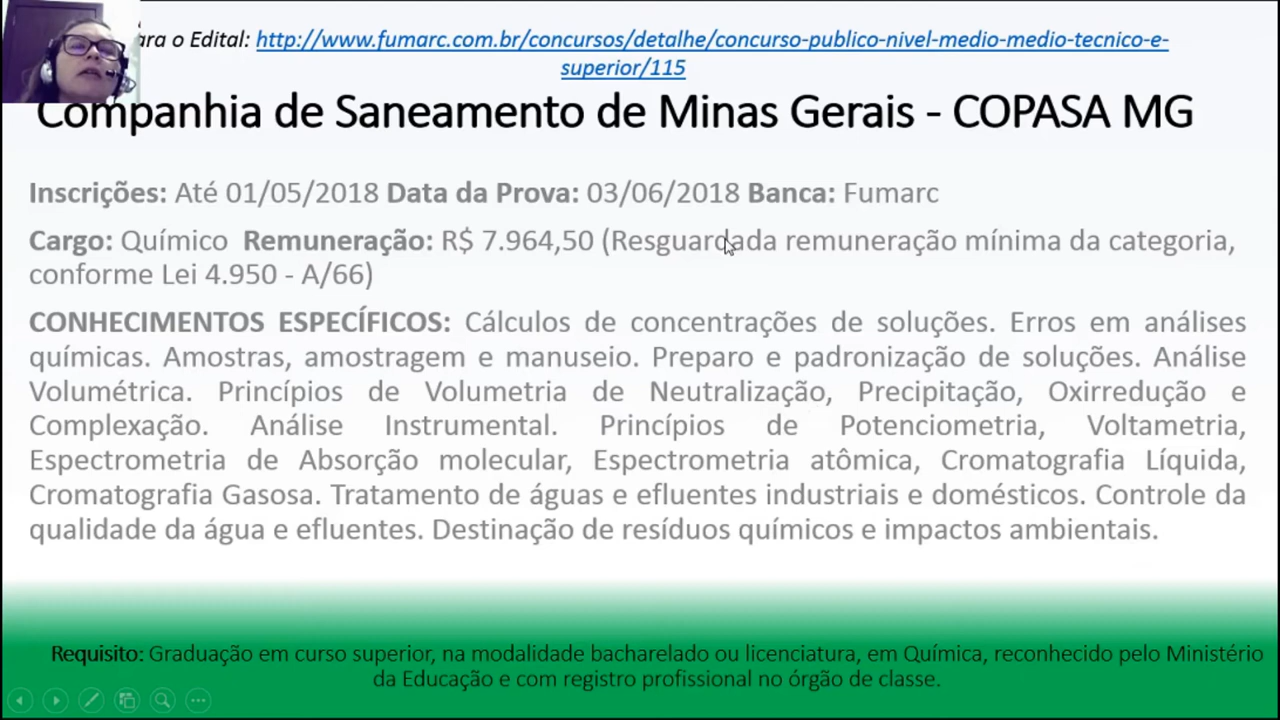 o Edital: http://www.fumarc.com.br/concursos/detalhe/concurso-publico-nivel-medio-medio-tecnico-e-
superior/115
Companhia de Saneamento de Minas Gerais - COPASA MG
Inscrições: Até 01/05/2018 Data da Prova: 03/06/2018 Banca: Fumarc
Cargo: Químico Remuneração: R$ 7.964,50 (Resguardada remuneração mínima da categoria,
conforme Lei 4.950 - A/66)
CONHECIMENTOS ESPECÍFICOS: Cálculos de concentrações de soluções. Erros em análises
químicas. Amostras, amostragem e manuseio. Preparo e padronização de soluções. Análise
Volumétrica. Princípios de Volumetria de Neutralização, Precipitação, Oxirredução e
Complexação. Análise Instrumental. Princípios de Potenciometria, Voltametria,
Espectrometria de Absorção molecular, Espectrometria atômica, Cromatografia Líquida,
Cromatografia Gasosa. Tratamento de águas e efluentes industriais e domésticos. Controle da
qualidade da água e efluentes. Destinação de resíduos químicos e impactos ambientais.
Requisito: Graduação em curso superior, na modalidade bacharelado ou licenciatura, em Química, reconhecido pelo Ministério
da Educação e com registro profissional no órgão de classe.